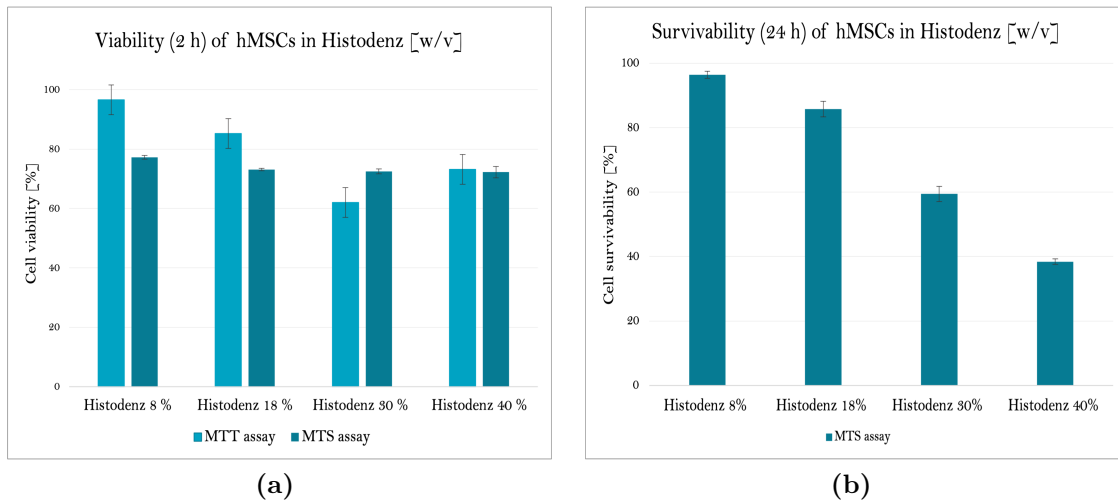 Viability (2 h) of hMSCs in Histodenz [w/v]
Cell viability [%]
100
80
60
40
20
0
Histodenz 8 %
Histodenz 18 %
Histodenz 30 %
Histodenz 40 %
MTT assay
MTS assay
(a)
Survivability (24 h) of hMSCs in Histodenz [w/v]
Cell survivability [%]
100
80
60
40
20
0
Histodenz 8%
Histodenz 18%
Histodenz 30%
Histodenz 40%
MTS assay
(b)